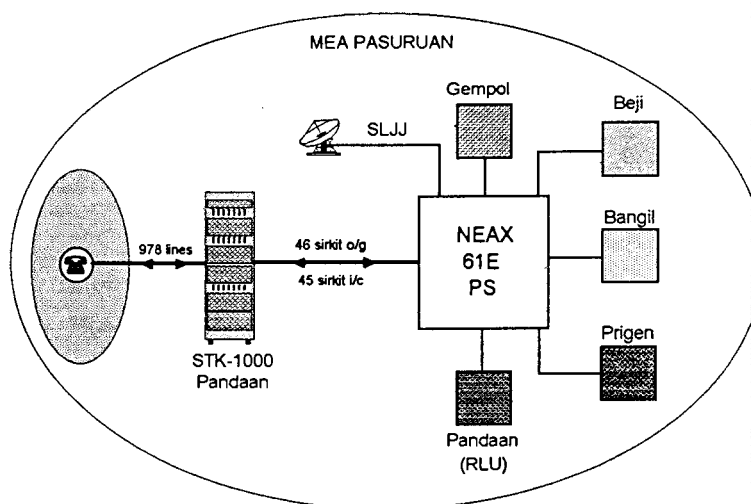 MEA PASURUAN
Gempol
Beji
SLJJ
978 lines
46 sirkit o/g
45 sirkit i/c
NEAX
61E
PS
Bangil
Prigen
STK-1000
Pandaan
Pandaan
(RLU)